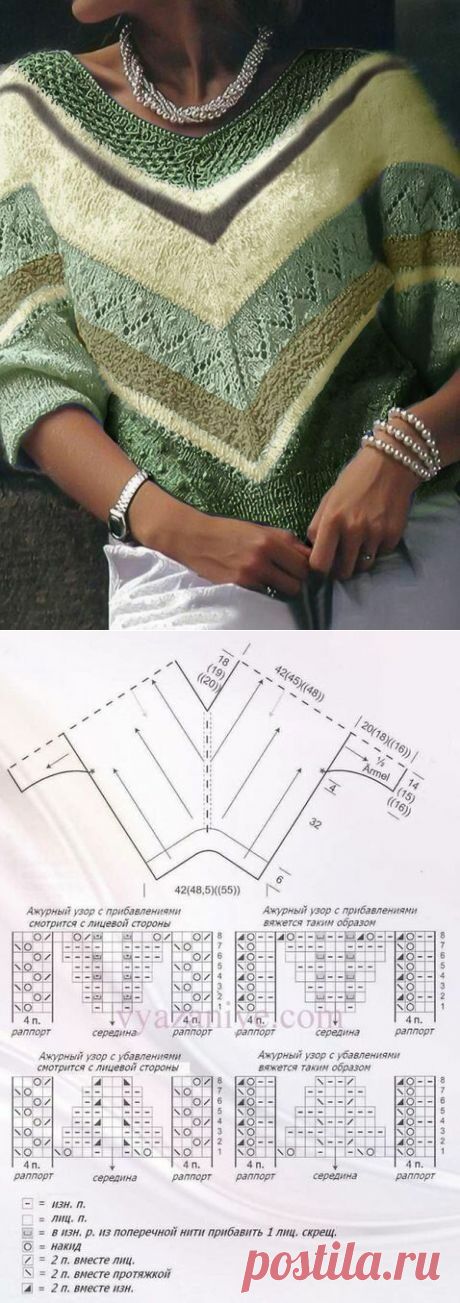 18
(19)
((20))
42(45)((48))
20(18)((16))
⅓
Ärmel
14
(15)
((16))
4
32
6
42(48,5)((55))
Ажурный узор с прибавлениями
смотрится с лицевой стороны
Ажурный узор с прибавлениями
вяжется таким образом
8
7
6
5
4
3
2
1
8
7
6
5
4
3
2
1
4 п.
раппорт
середина
4 п.
раппорт
4 п.
раппорт
середина
4 п.
раппорт
vyazaniye.com
Ажурный узор с убавлениями
смотрится с лицевой стороны
Ажурный узор с убавлениями
вяжется таким образом
8
7
6
5
4
3
2
1
8
7
6
5
4
3
2
1
4 п.
раппорт
середина
4 п.
раппорт
4 п.
раппорт
середина
4 п.
раппорт
= изн. п.
= лиц. п.
= в изн. р. из поперечной нити прибавить 1 лиц. скрещ.
= накид
= 2 п. вместе лиц.
= 2 п. вместе протяжкой
= 2 п. вместе изн.
postila.ru